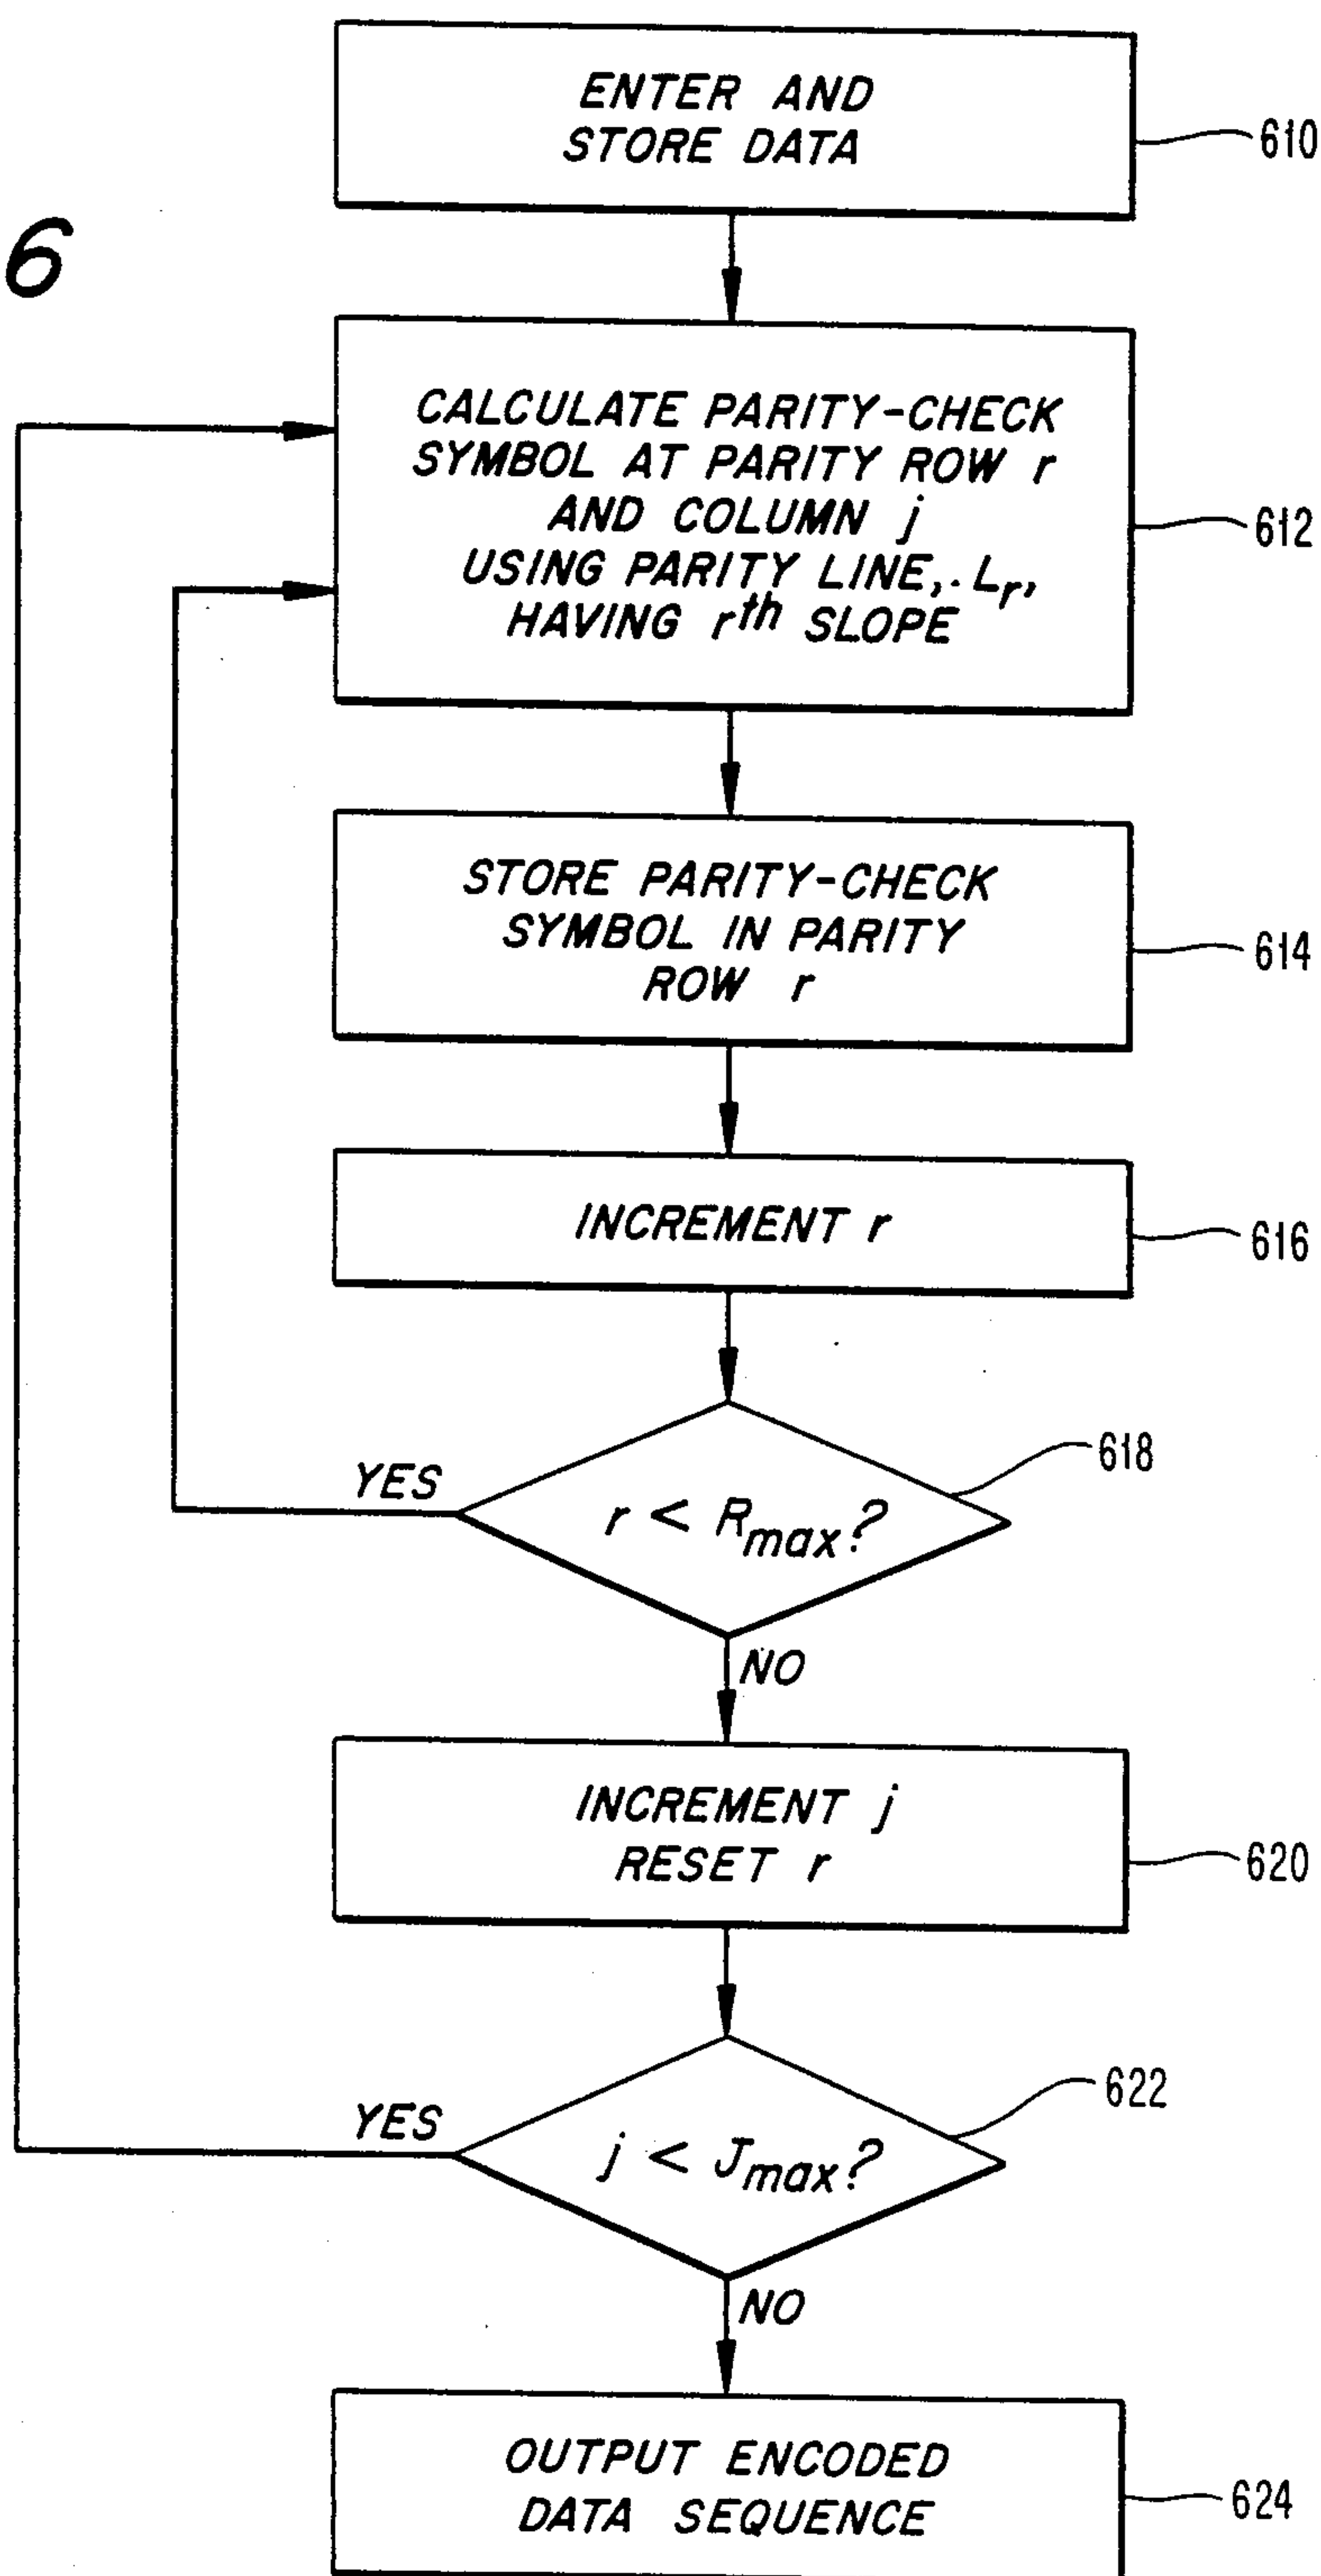 ENTER AND
STORE DATA
610
6
CALCULATE PARITY-CHECK
SYMBOL AT PARITY ROW r
AND COLUMN j
USING PARITY LINE, Lr,
HAVING rth SLOPE
612
STORE PARITY-CHECK
SYMBOL IN PARITY
ROW r
614
INCREMENT r
616
618
YES
r < Rmax?
NO
INCREMENT j
RESET r
620
622
YES
j < Jmax?
NO
OUTPUT ENCODED
DATA SEQUENCE
624